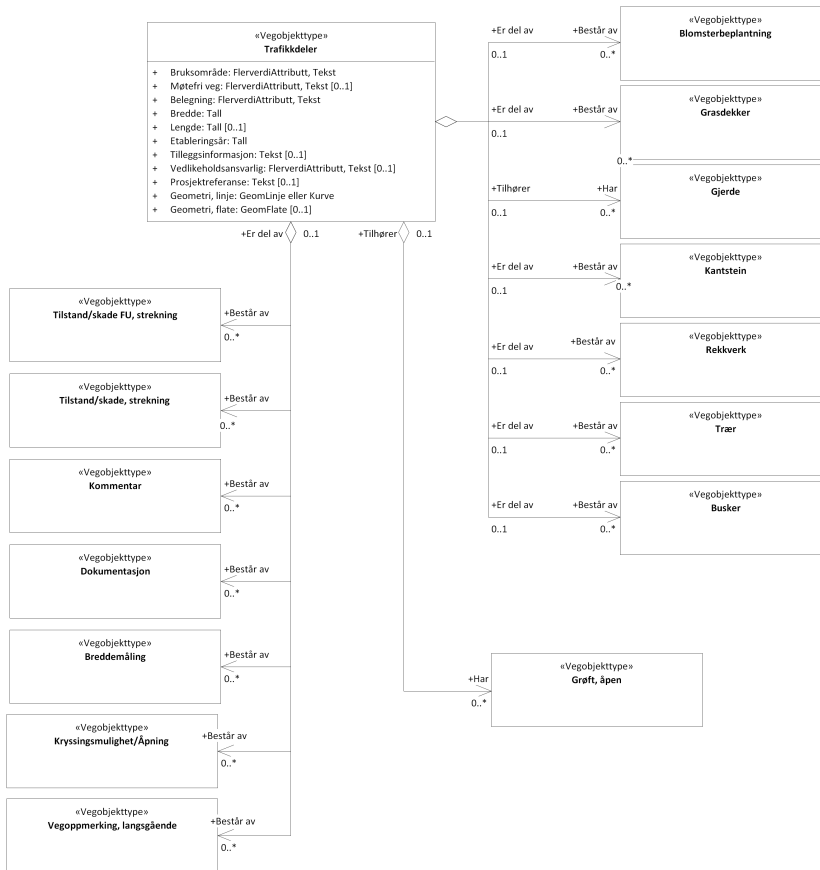 «Vegobjekttype»
Trafikkdeler
+ Bruksområde: FlerverdiAttributt, Tekst
+ Møtefri veg: FlerverdiAttributt, Tekst [0..1]
+ Belegning: FlerverdiAttributt, Tekst
+ Bredde: Tall
+ Lengde: Tall [0..1]
+ Etableringsår: Tall
+ Tilleggsinformasjon: Tekst [0..1]
+ Vedlikeholdsansvarlig: FlerverdiAttributt, Tekst [0..1]
+ Prosjektreferanse: Tekst [0..1]
+ Geometri, linje: GeomLinje eller Kurve
+ Geometri, flate: GeomFlate [0..1]
+Er del av 0..1
+Tilhører 0..1
+Er del av +Består av
0..1 0..*
«Vegobjekttype»
Blomsterbeplantning
+Er del av +Består av
0..1
0..*
«Vegobjekttype»
Grasdekker
+Tilhører +Har
0..1 0..*
«Vegobjekttype»
Gjerde
+Er del av +Består av
0..1 0..*
«Vegobjekttype»
Kantstein
+Er del av +Består av
0..1 0..*
«Vegobjekttype»
Rekkverk
+Er del av +Består av
0..1 0..*
«Vegobjekttype»
Trær
+Er del av +Består av
0..1 0..*
«Vegobjekttype»
Busker
«Vegobjekttype»
Tilstand/skade FU, strekning
+Består av
0..*
«Vegobjekttype»
Tilstand/skade, strekning
+Består av
0..*
«Vegobjekttype»
Kommentar
+Består av
0..*
«Vegobjekttype»
Dokumentasjon
+Består av
0..*
«Vegobjekttype»
Breddemåling
+Består av
0..*
«Vegobjekttype»
Kryssingsmulighet/Åpning
+Består av
0..*
«Vegobjekttype»
Vegoppmerking, langsgående
+Består av
0..*
+Har
0..*
«Vegobjekttype»
Grøft, åpen